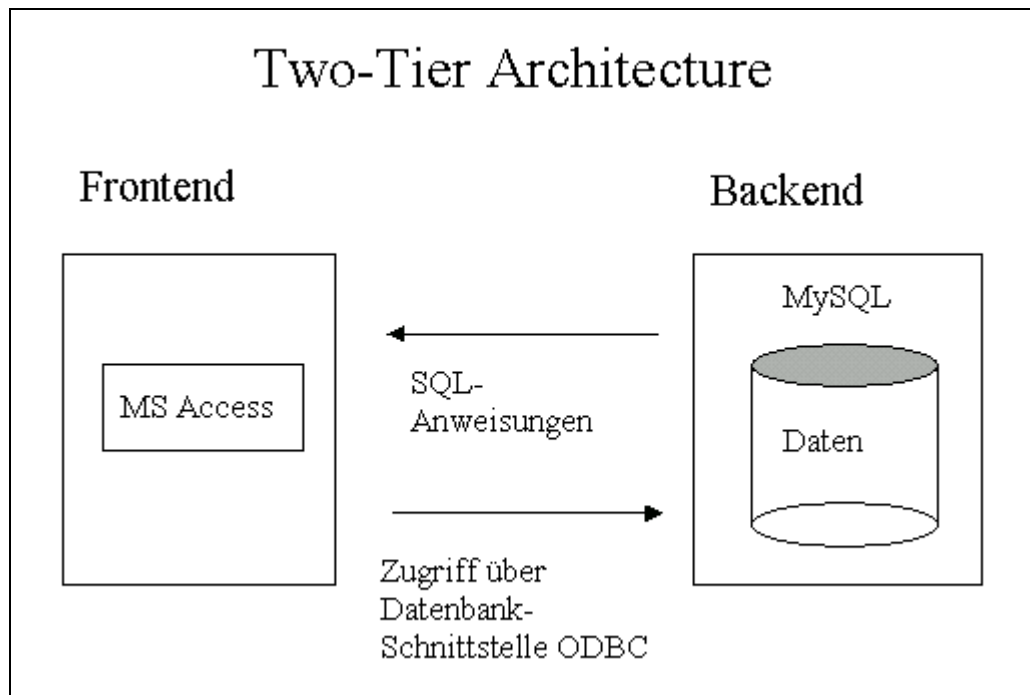 Two-Tier Architecture
Frontend
Backend
MS Access
SQL-
Anweisungen
Zugriff über
Datenbank-
Schnittstelle ODBC
MySQL
Daten